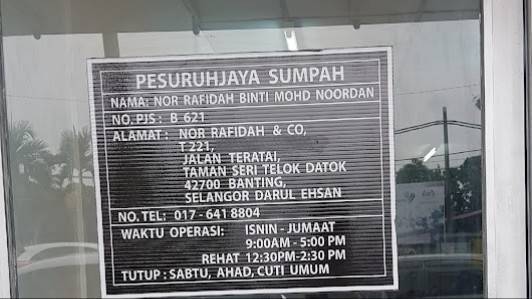 PESURUHJAYA SUMPAH
NAMA: NOR RAFIDAH BINTI MOHD NOORDAN
NO.PJS: B 621
ALAMAT: NOR RAFIDAH & CO,
T 221,
JALAN TERATAI,
TAMAN SERI TELOK DATOK
42700 BANTING,
SELANGOR DARUL EHSAN
NO. TEL: 017-641 8804
WAKTU OPERASI: ISNIN - JUMAAT
9:00AM - 5:00 PM
REHAT 12:30PM-2:30 PM
TUTUP: SABTU, AHAD, CUTI UMUM